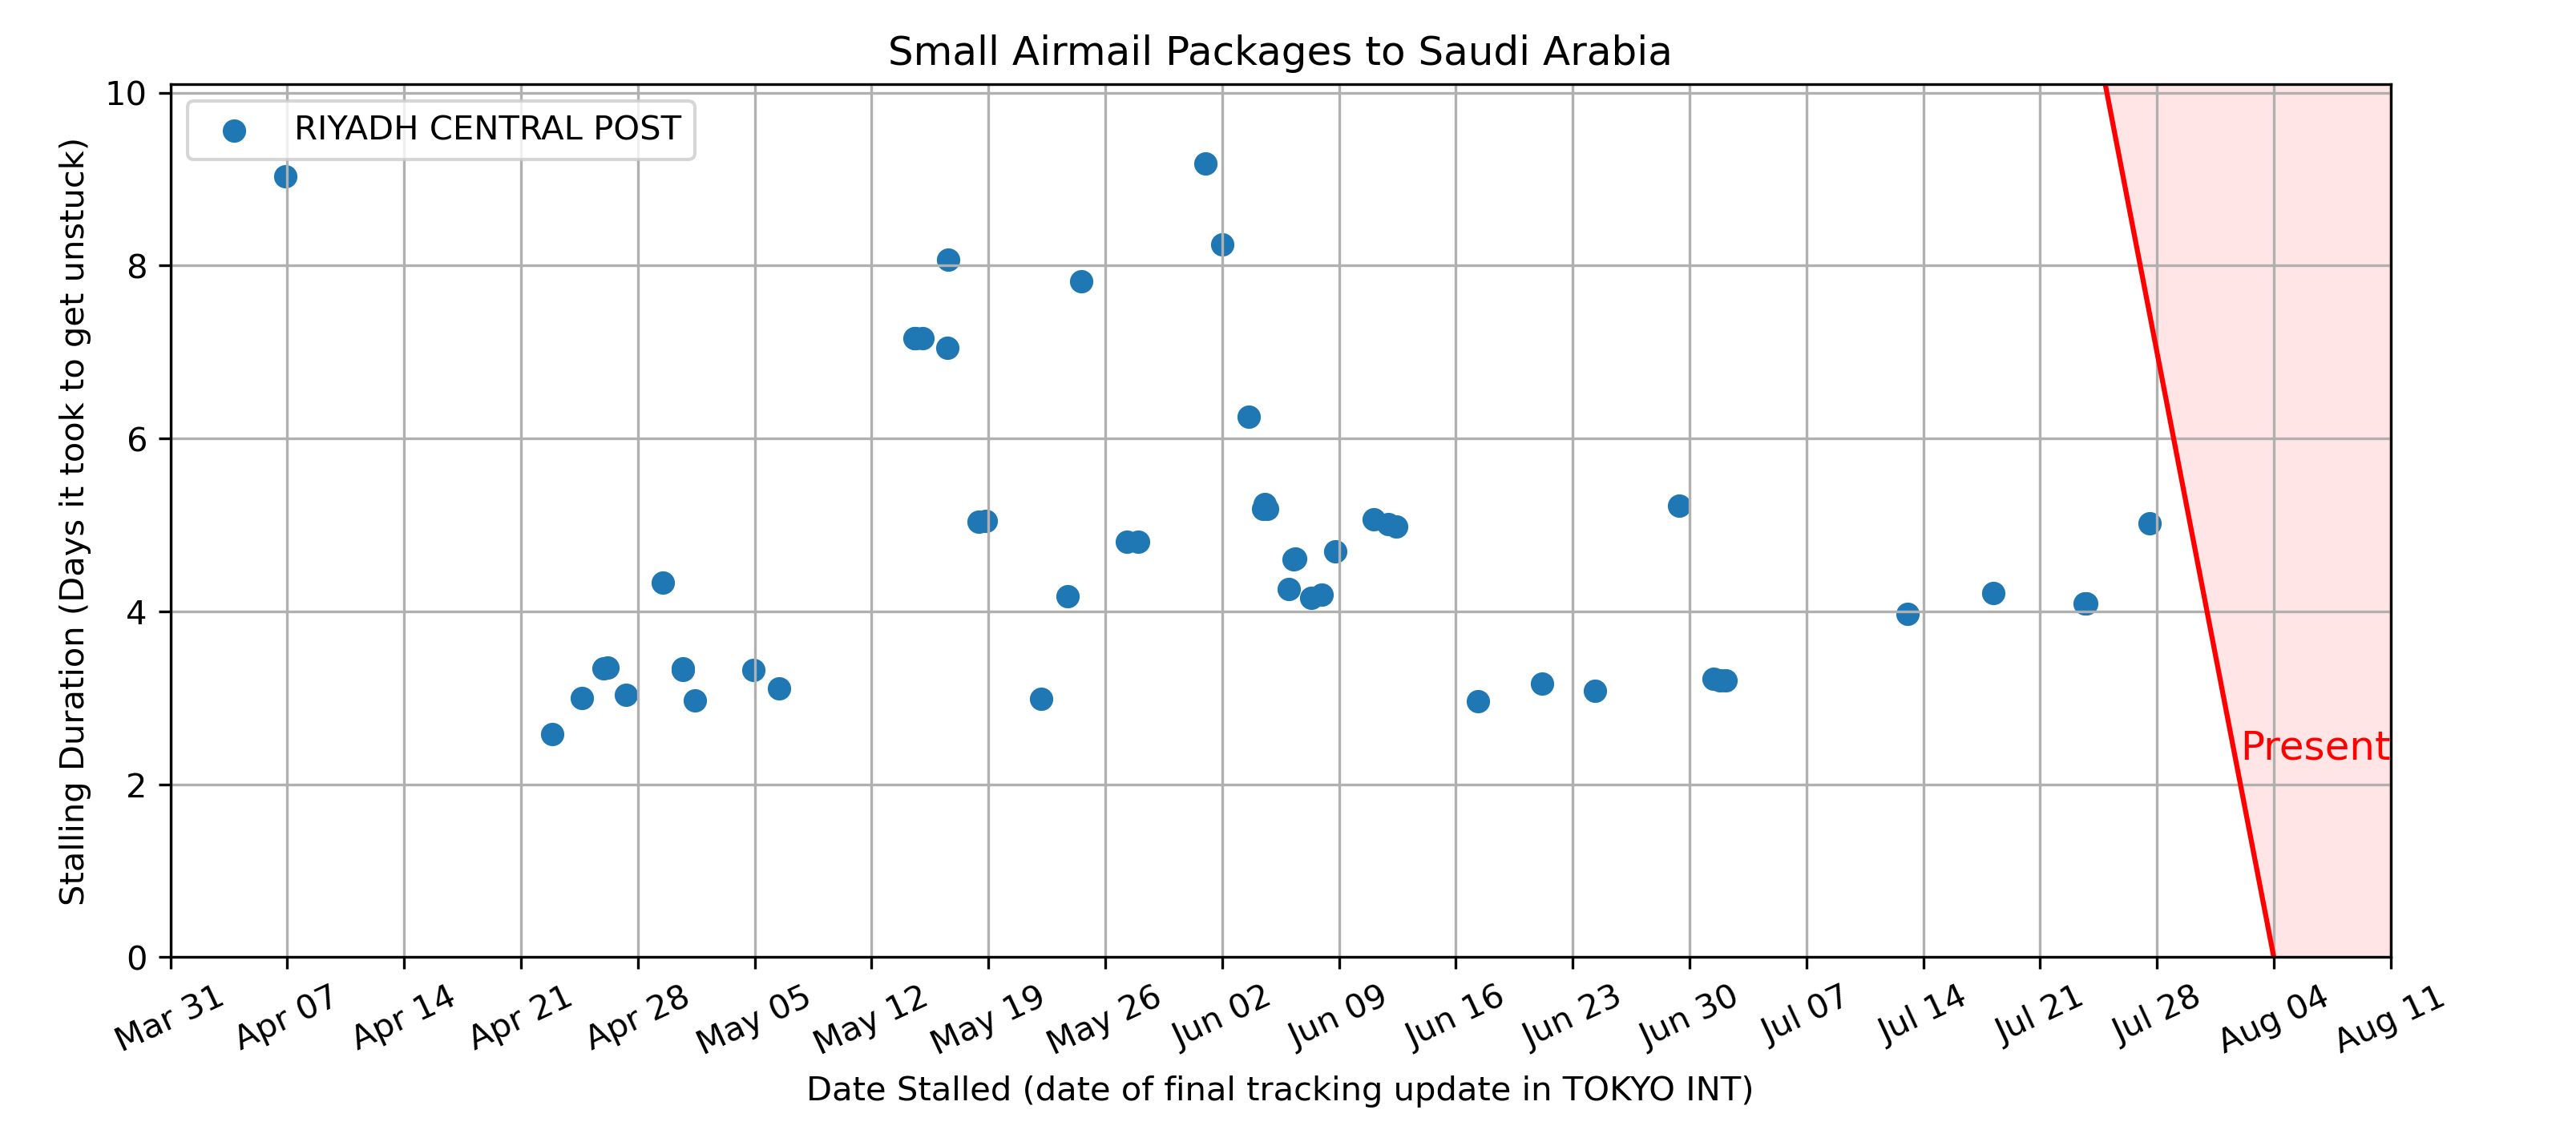 Small Airmail Packages to Saudi Arabia
RIYADH CENTRAL POST
Stalling Duration (Days it took to get unstuck)
10
8
6
4
2
0
Present
Mar 31
Apr 07
Apr 14
Apr 21
Apr 28
May 05
May 12
May 19
May 26
Jun 02
Jun 09
Jun 16
Jun 23
Jun 30
Jul 07
Jul 14
Jul 21
Jul 28
Aug 04
Aug 11
Date Stalled (date of final tracking update in TOKYO INT)